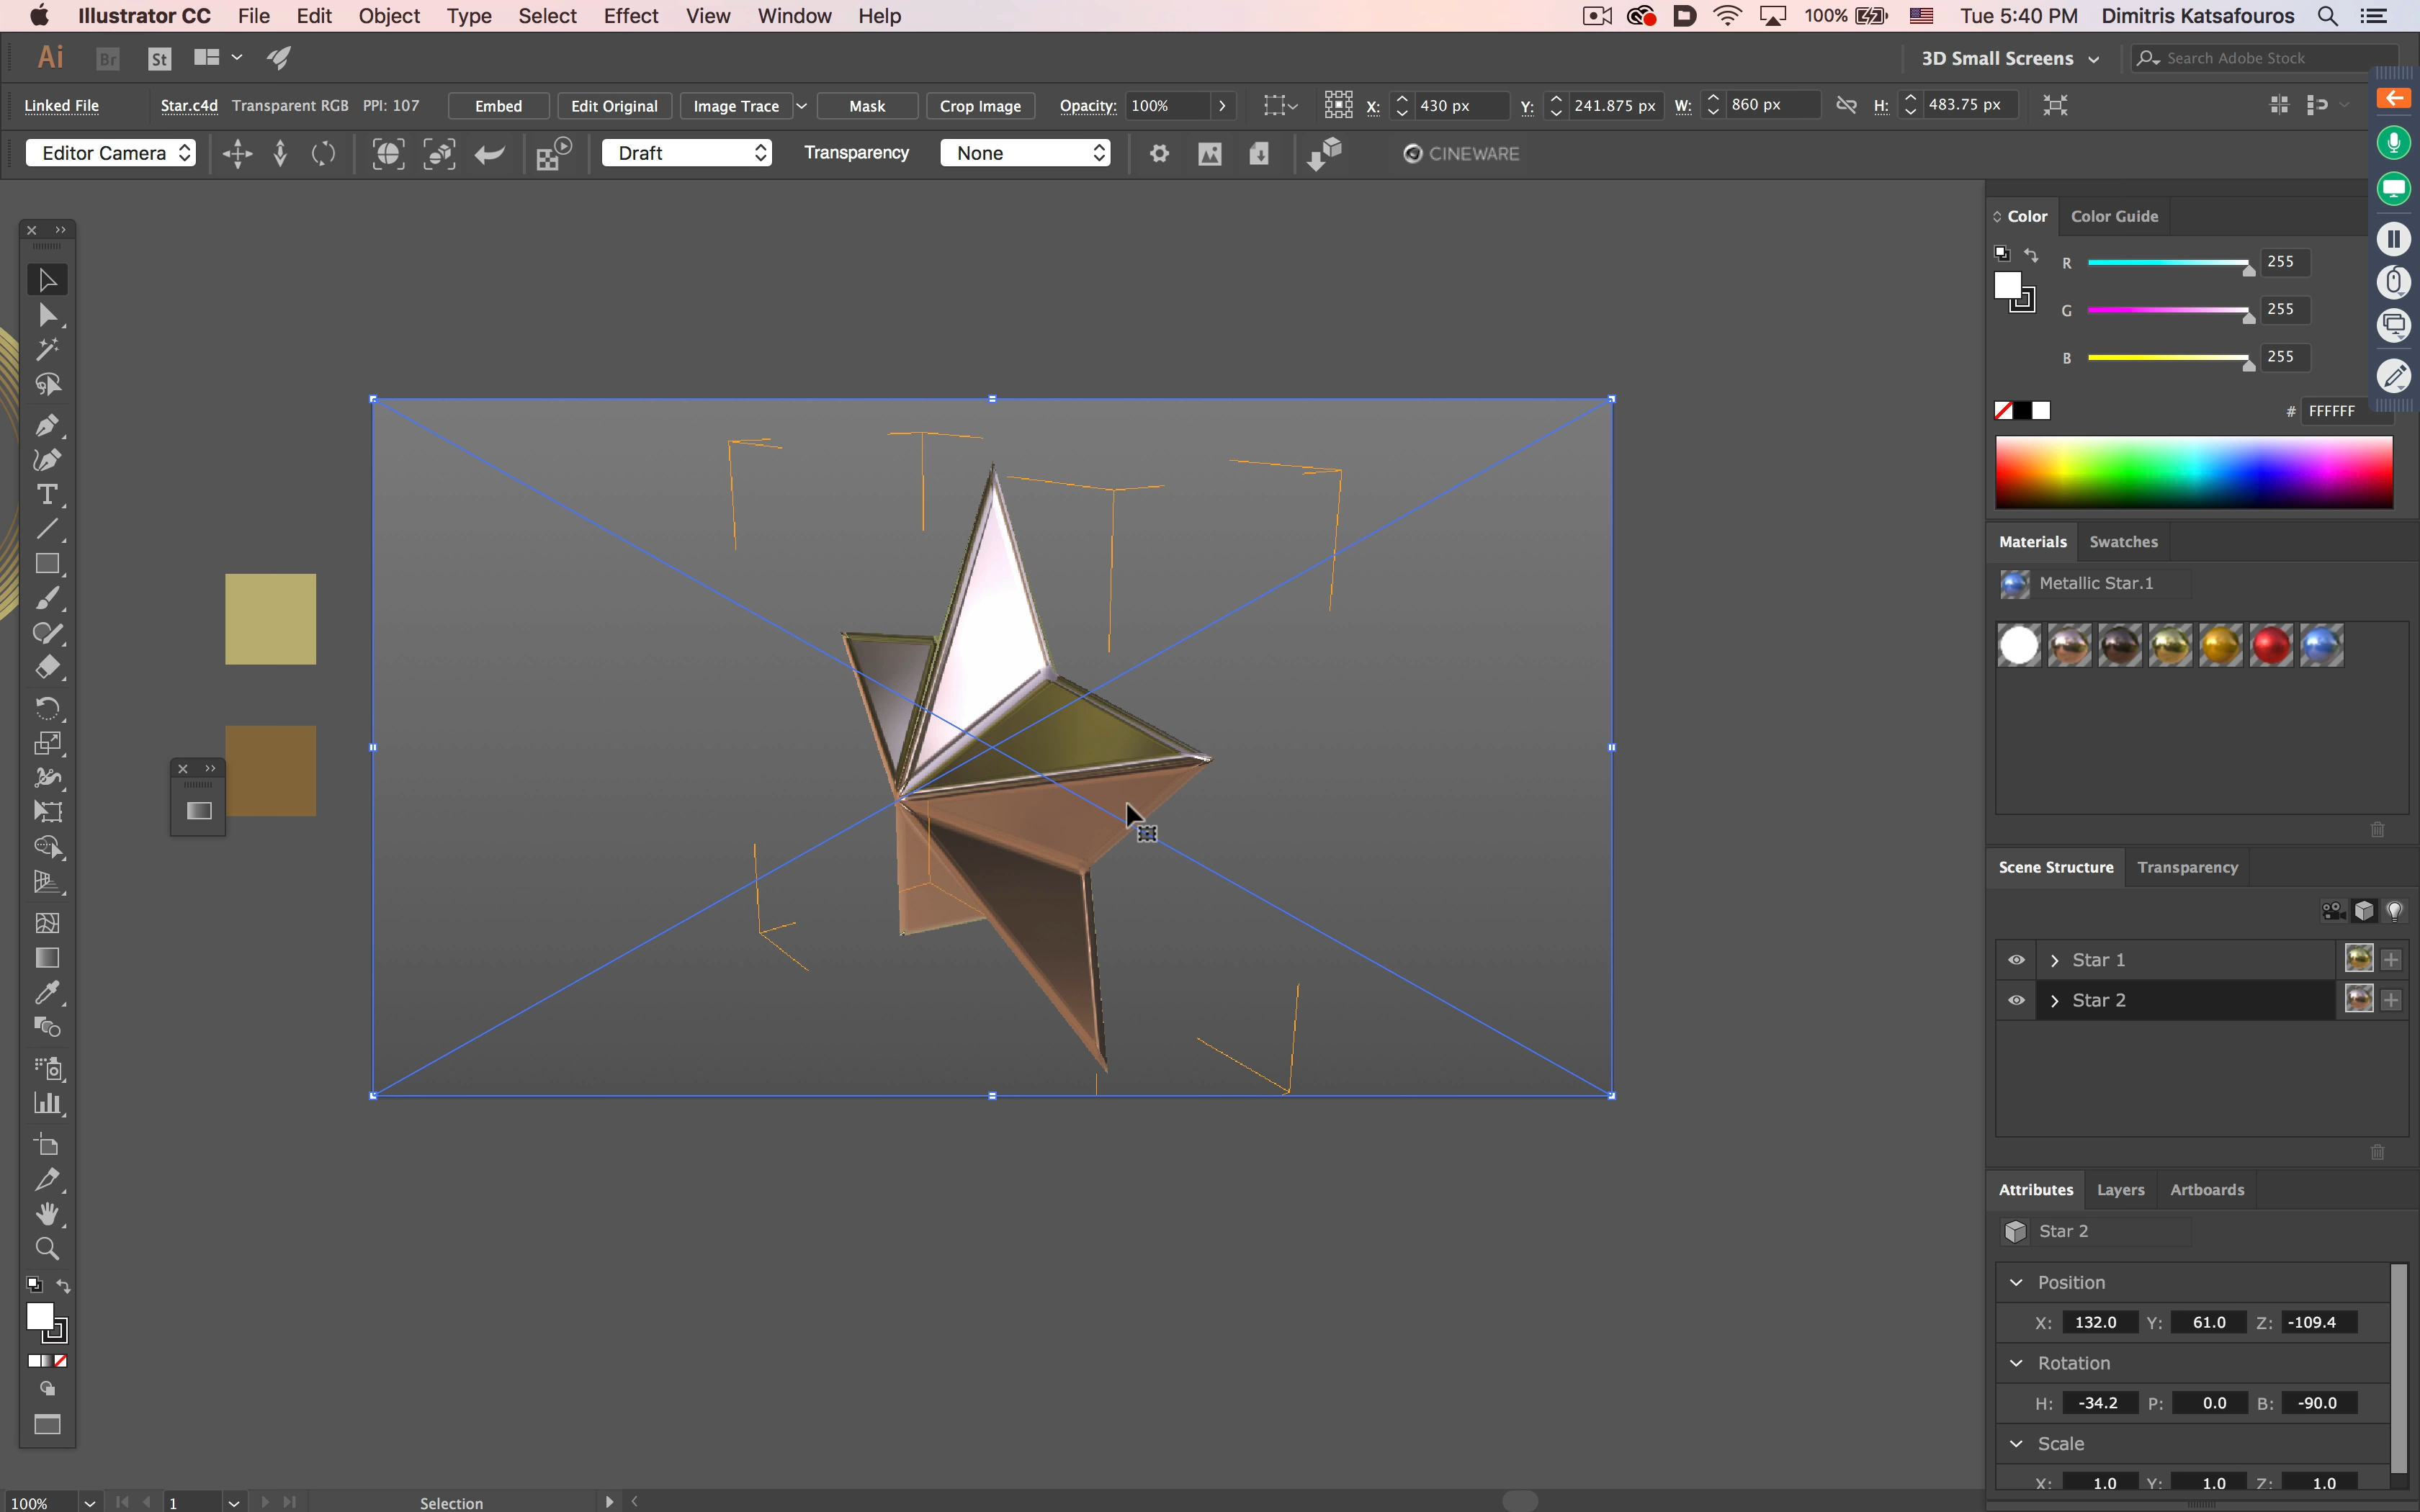 Illustrator CC File Edit Object Type Select Effect View Window Help 100% Tue 5:40 PM Dimitris Katsafouros
Ai Br St 3D Small Screens Search Adobe Stock
Linked File Star.c4d Transparent RGB PPI: 107 Embed Edit Original Image Trace Mask Crop Image Opacity: 100% X: 430 px Y: 241.875 px W: 860 px H: 483.75 px
Editor Camera Draft Transparency None CINEWARE
Color Color Guide
R 255
G 255
B 255
# FFFFFF
Materials Swatches
Metallic Star.1
Scene Structure Transparency
Star 1
Star 2
Attributes Layers Artboards
Star 2
Position
X: 132.0 Y: 61.0 Z: -109.4
Rotation
H: -34.2 P: 0.0 B: -90.0
Scale
X: 1.0 Y: 1.0 Z: 1.0
100% 1 Selection